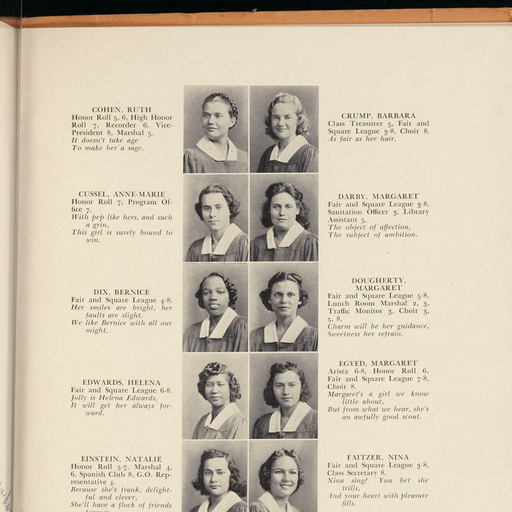 COHEN, RUTH
Honor Roll 5, 6, High Honor
Roll 7, Recorder 6, Vice-
President 8, Marshal 5.
It doesn't take age
To make her a sage.
CUSSEL, ANNE-MARIE
Honor Roll 7, Program Of-
fice 7.
With pep like hers, and such
a grin,
This girl is surely bound to
win.
DIX, BERNICE
Fair and Square League 4-8.
Her smiles are bright, her
faults are slight.
We like Bernice with all our
might.
EDWARDS, HELENA
Fair and Square League 6-8.
Jolly is Helena Edwards,
It will get her always for-
ward.
EINSTEIN, NATALIE
Honor Roll 5-7, Marshal 4,
6, Spanish Club 8, G.O. Rep-
resentative 4.
Because she's frank, delight-
ful and clever,
She'll have a flock of friends
CRUMP, BARBARA
Class Treasurer 5, Fair and
Square League 3-8, Choir 8.
As fair as her hair.
DARBY, MARGARET
Fair and Square League 3-8,
Sanitation Officer 3, Library
Assistant 5.
The object of affection,
The subject of ambition.
DOUGHERTY,
MARGARET
Fair and Square League 5-8,
Lunch Room Marshal 2, 3,
Traffic Monitor 3, Choir 3,
5, 8.
Charm will be her guidance,
Sweetness her refrain.
EGYED, MARGARET
Arista 6-8, Honor Roll 6,
Fair and Square League 7-8,
Choir 8.
Margaret's a girl we know
little about,
But from what we hear, she's
an awfully good scout.
FAITZER, NINA
Fair and Square League 3-8,
Class Secretary 8.
Nina sing? You bet she
trills,
And your heart with pleasure
fills.